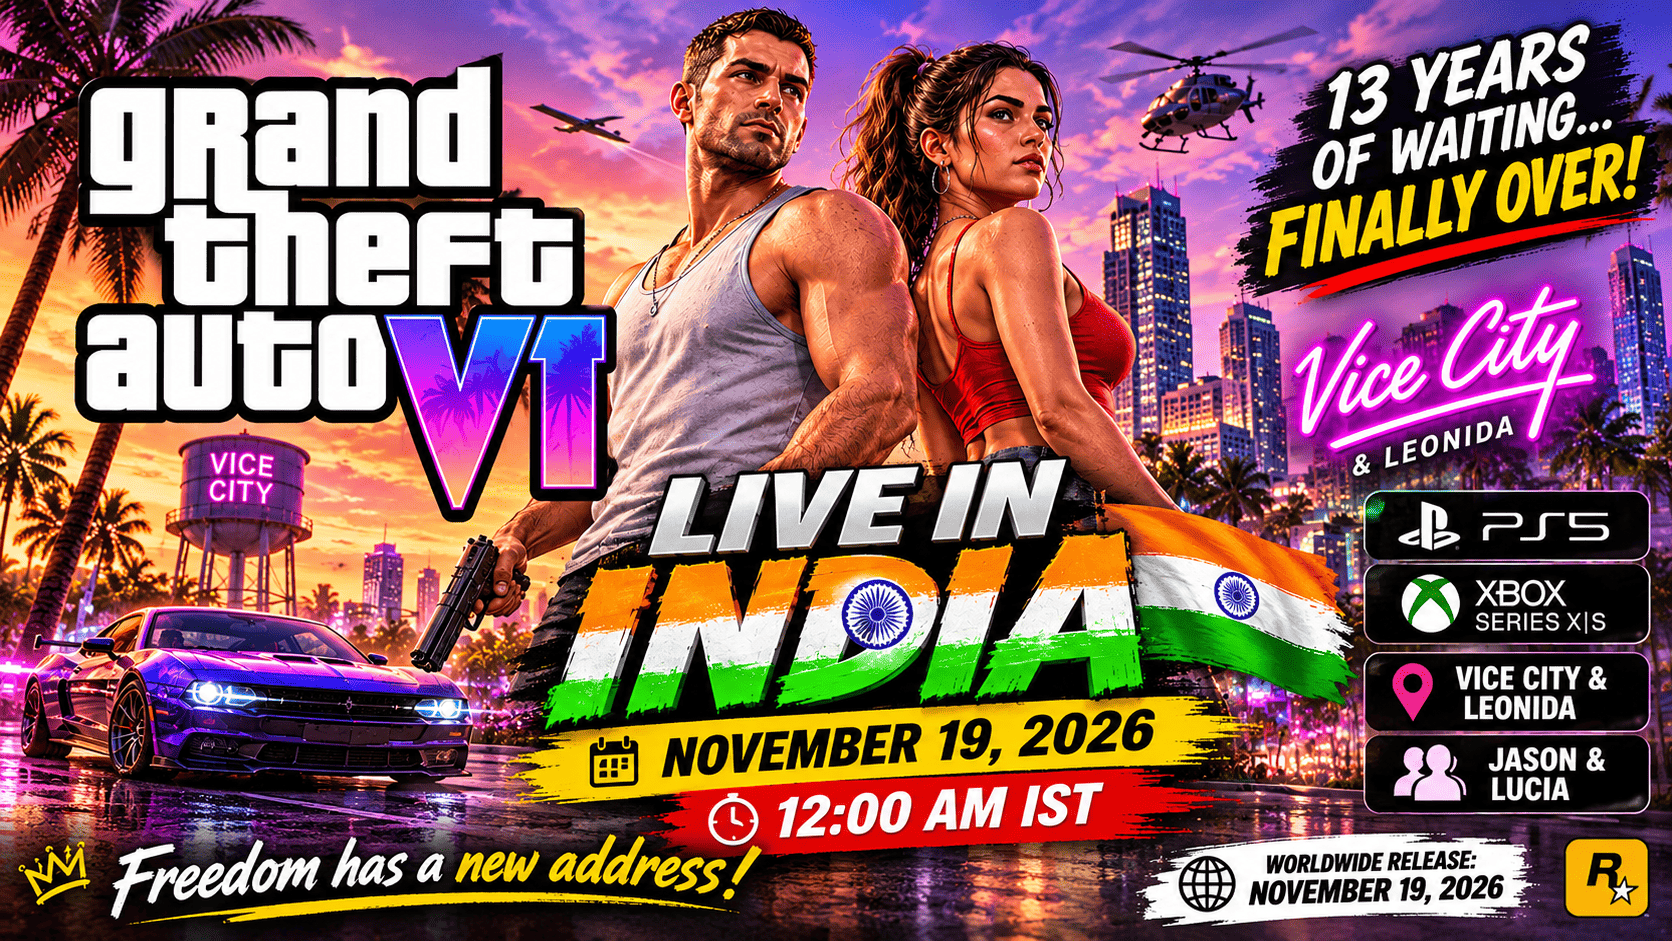 grand
theft
auto VI
VICE
CITY
13 YEARS
OF WAITING...
FINALLY OVER!
Vice City
& LEONIDA
LIVE IN
INDIA
NOVEMBER 19, 2026
12:00 AM IST
PS5
XBOX
SERIES X|S
VICE CITY &
LEONIDA
JASON &
LUCIA
Freedom has a new address!
WORLDWIDE RELEASE:
NOVEMBER 19, 2026
R